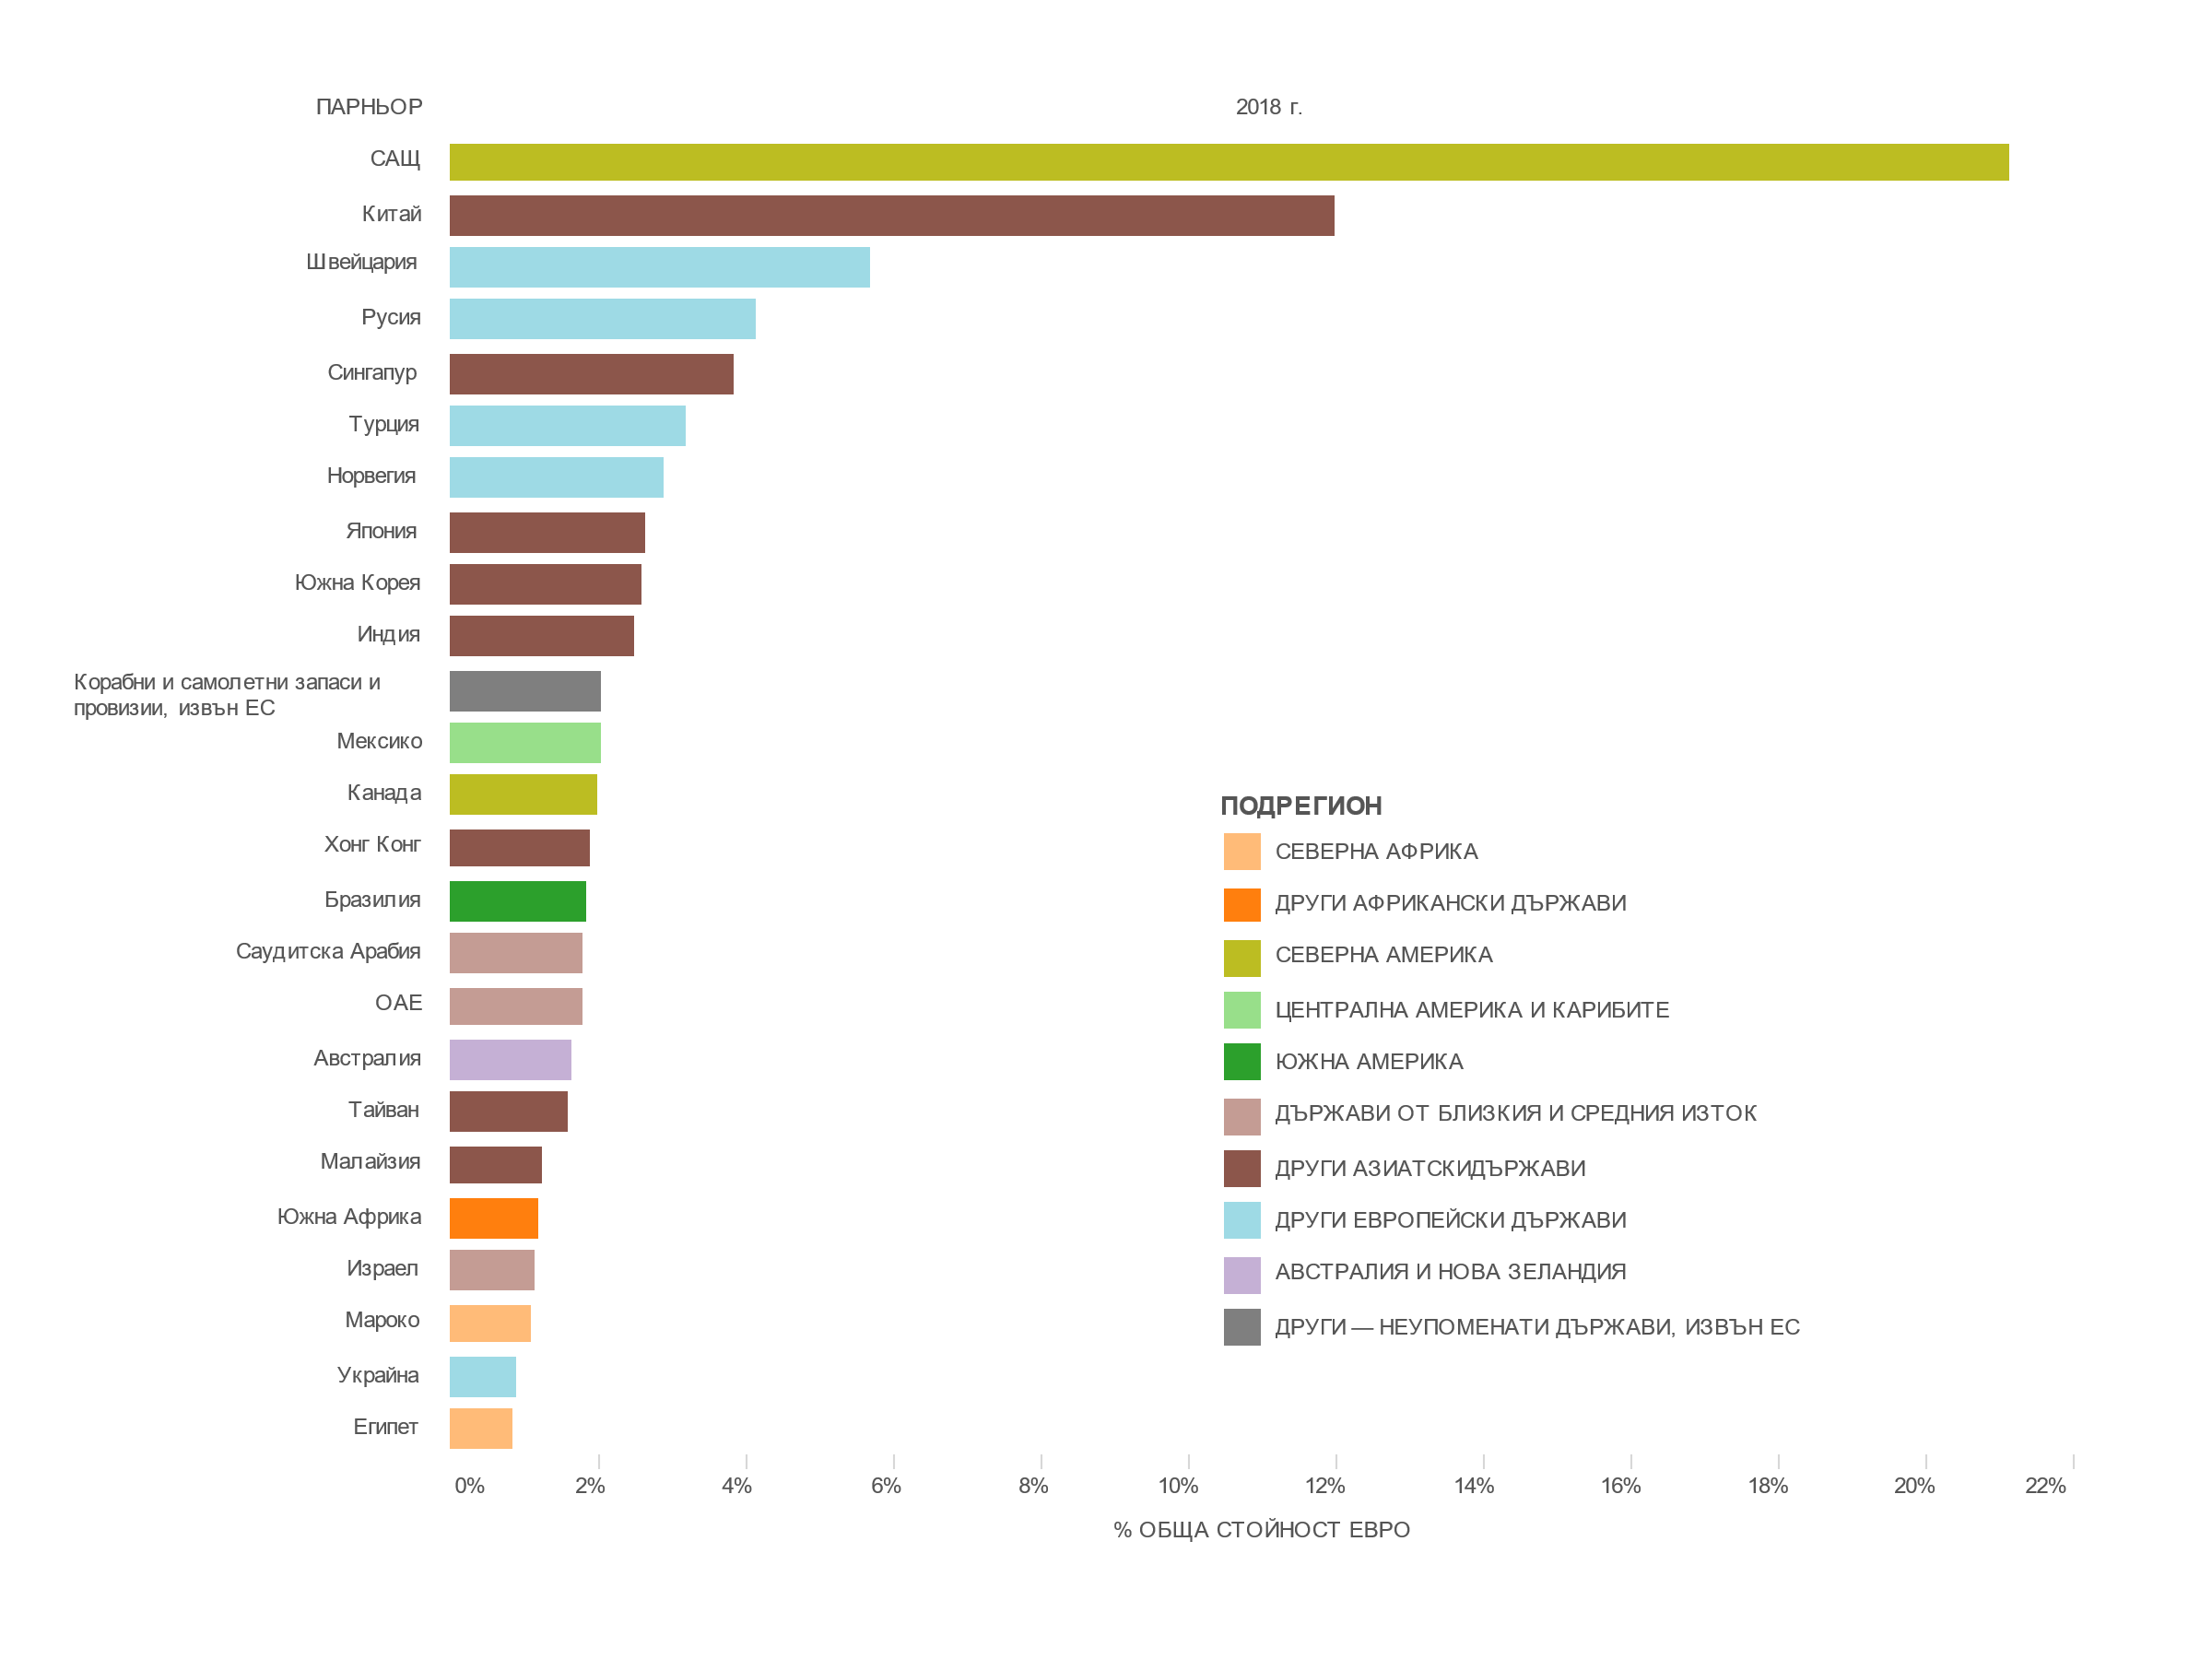 ПАРНЬОР
2018 г.
САЩ
Китай
Швейцария
Русия
Сингапур
Турция
Норвегия
Япония
Южна Корея
Индия
Корабни и самолетни запаси и
провизии, извън ЕС
Мексико
Канада
Хонг Конг
Бразилия
Саудитска Арабия
ОАЕ
Австралия
Тайван
Малайзия
Южна Африка
Израел
Мароко
Украйна
Египет
ПОДРЕГИОН
СЕВЕРНА АФРИКА
ДРУГИ АФРИКАНСКИ ДЪРЖАВИ
СЕВЕРНА АМЕРИКА
ЦЕНТРАЛНА АМЕРИКА И КАРИБИТЕ
ЮЖНА АМЕРИКА
ДЪРЖАВИ ОТ БЛИЗКИЯ И СРЕДНИЯ ИЗТОК
ДРУГИ АЗИАТСКИДЪРЖАВИ
ДРУГИ ЕВРОПЕЙСКИ ДЪРЖАВИ
АВСТРАЛИЯ И НОВА ЗЕЛАНДИЯ
ДРУГИ — НЕУПОМЕНАТИ ДЪРЖАВИ, ИЗВЪН ЕС
0% 2% 4% 6% 8% 10% 12% 14% 16% 18% 20% 22%
% ОБЩА СТОЙНОСТ ЕВРО